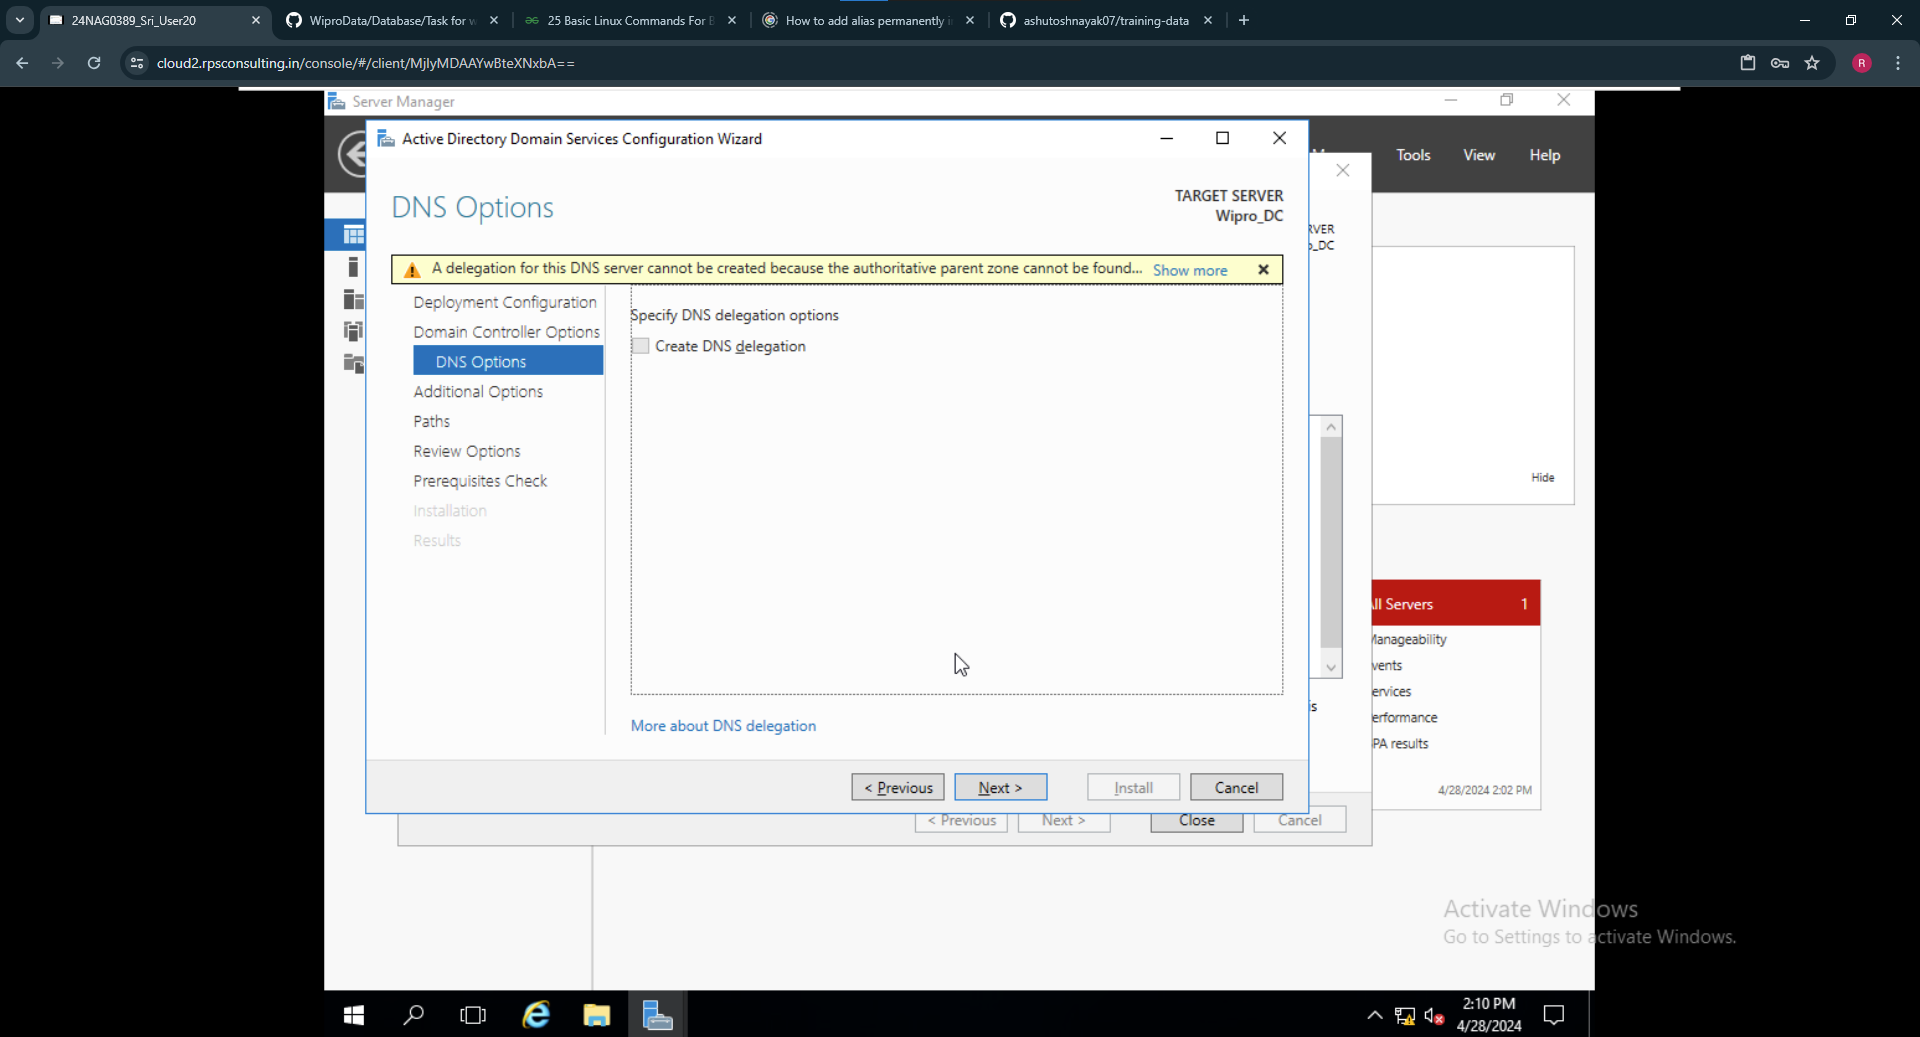 24NAG0389_Sri_User20
WiproData/Database/Task for w
25 Basic Linux Commands For B
How to add alias permanently i
ashutoshnayak07/training-data
cloud2.rpsconsulting.in/console/#/client/MjIyMDAAYwBteXNxbA==
R
Server Manager
Active Directory Domain Services Configuration Wizard
Tools
View
Help
DNS Options
TARGET SERVER
Wipro_DC
RVER
o_DC
A delegation for this DNS server cannot be created because the authoritative parent zone cannot be found...
Show more
Deployment Configuration
Domain Controller Options
DNS Options
Additional Options
Paths
Review Options
Prerequisites Check
Installation
Results
Specify DNS delegation options
Create DNS delegation
More about DNS delegation
Hide
All Servers 1
Manageability
vents
ervices
erformance
PA results
4/28/2024 2:02 PM
is
< Previous
Next >
Install
Cancel
< Previous
Next >
Close
Cancel
Activate Windows
Go to Settings to activate Windows.
2:10 PM
4/28/2024